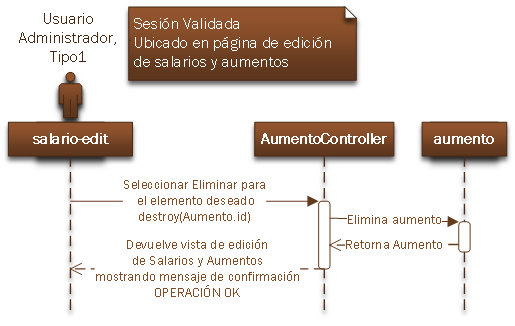 Usuario
Administrador,
Tipo1
Sesión Validada
Ubicado en página de edición
de salarios y aumentos
salario-edit
AumentoController
aumento
Seleccionar Eliminar para
el elemento deseado
destroy(Aumento.id)
Elimina aumento
Retorna Aumento
Devuelve vista de edición
de Salarios y Aumentos
mostrando mensaje de confirmación
OPERACIÓN OK